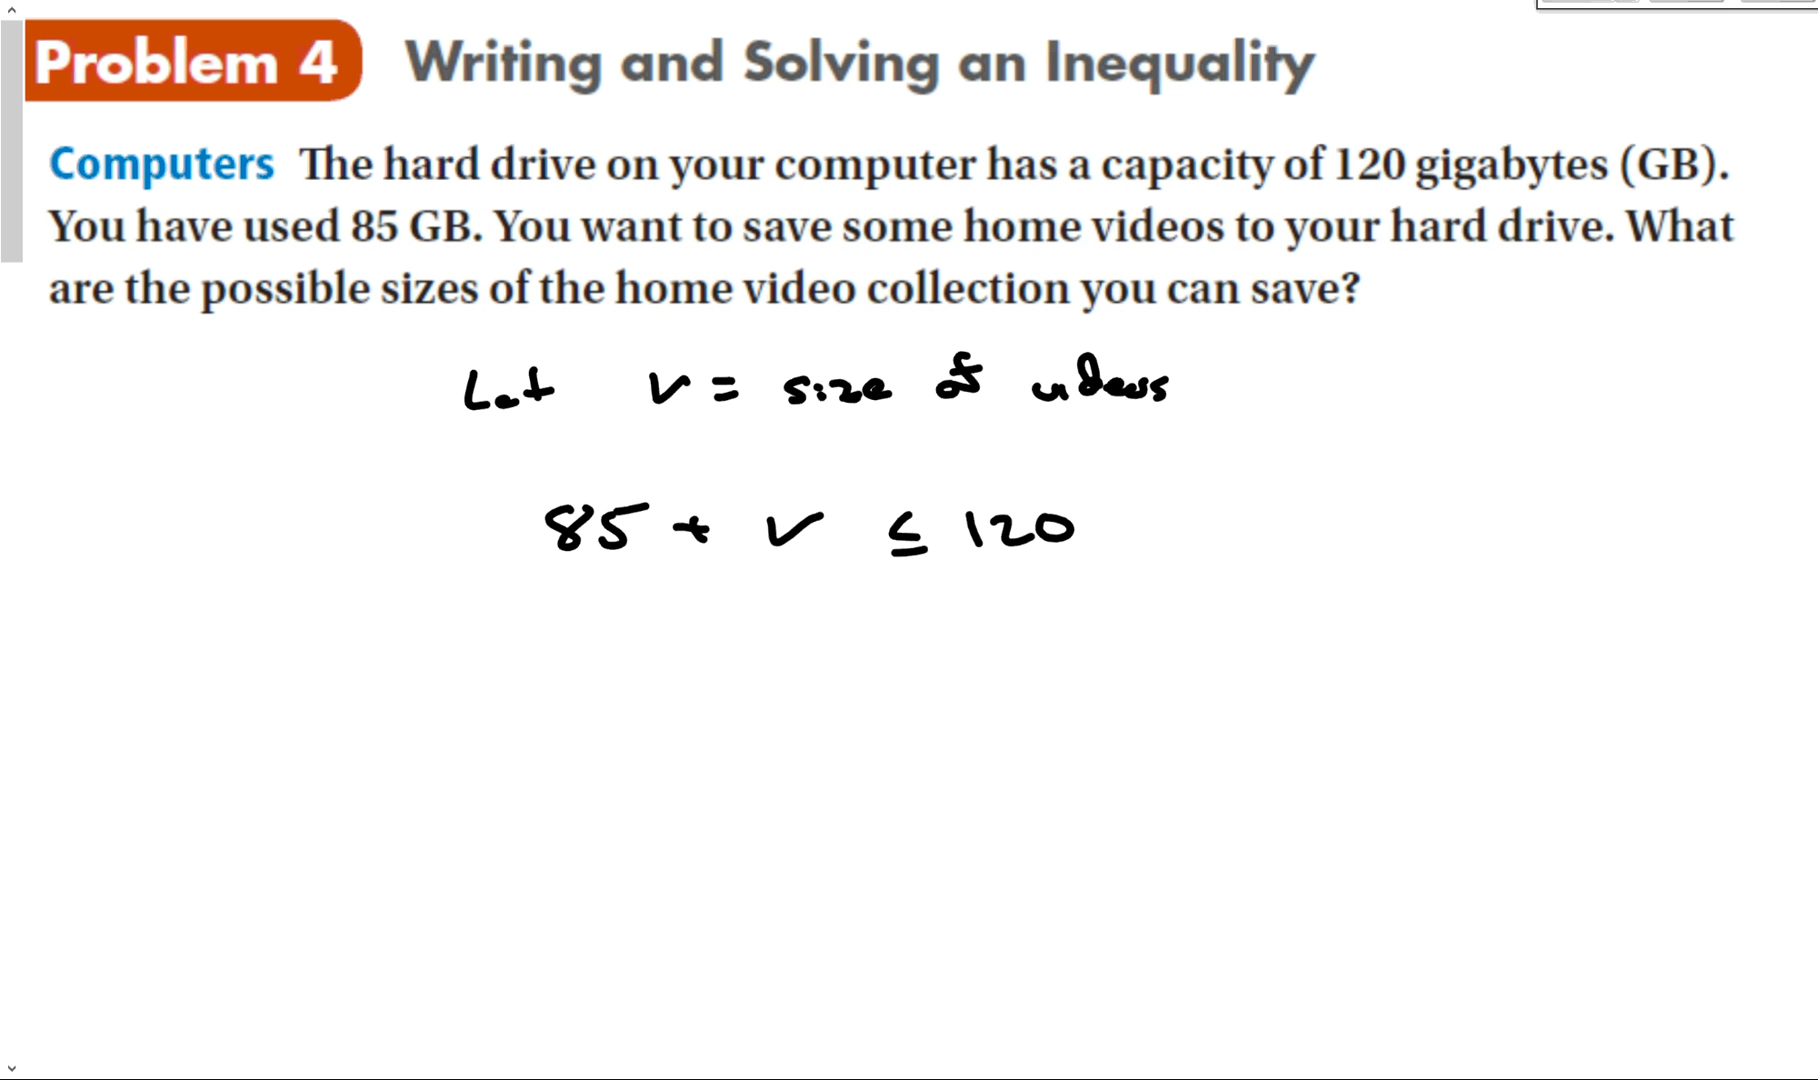 Problem 4 Writing and Solving an Inequality
Computers The hard drive on your computer has a capacity of 120 gigabytes (GB).
You have used 85 GB. You want to save some home videos to your hard drive. What
are the possible sizes of the home video collection you can save?
Let v = size of videos
85 + v ≤ 120